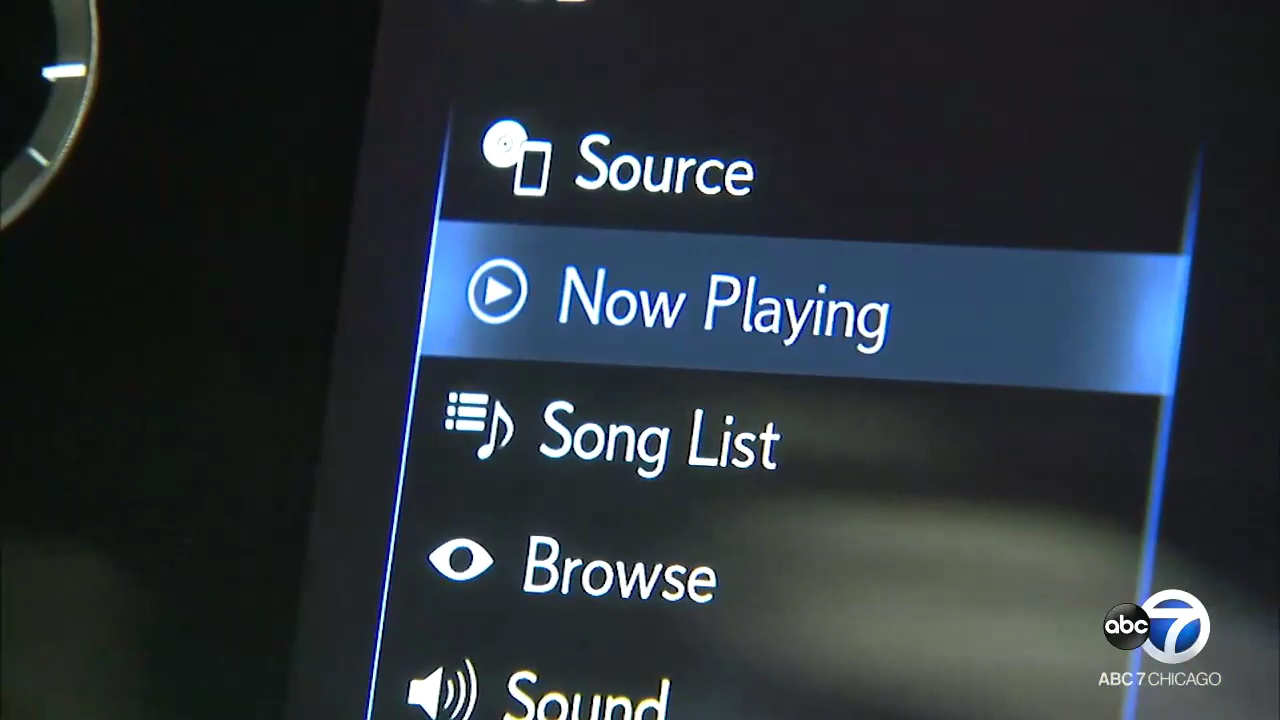 Source
Now Playing
Song List
Browse
Sound
abc 7
ABC 7 CHICAGO